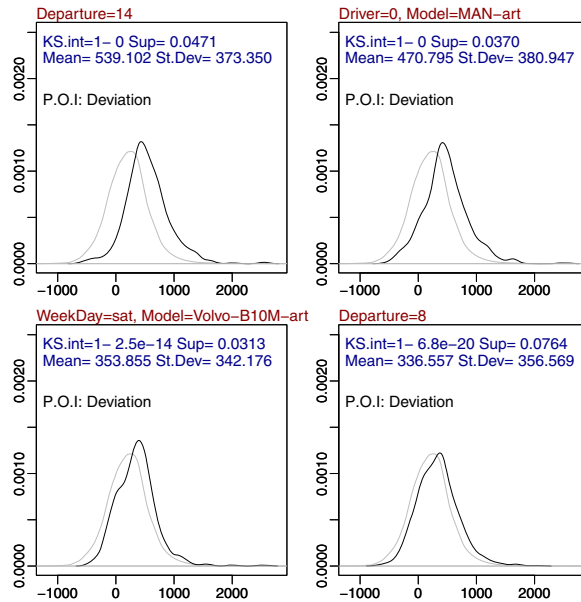 Departure=14
KS.int=1- 0 Sup= 0.0471
Mean= 539.102 St.Dev= 373.350
P.O.I: Deviation
0.0000 0.0010 0.0020
-1000 0 1000 2000
Driver=0, Model=MAN-art
KS.int=1- 0 Sup= 0.0370
Mean= 470.795 St.Dev= 380.947
P.O.I: Deviation
0.0000 0.0010 0.0020
-1000 0 1000 2000
WeekDay=sat, Model=Volvo-B10M-art
KS.int=1- 2.5e-14 Sup= 0.0313
Mean= 353.855 St.Dev= 342.176
P.O.I: Deviation
0.0000 0.0010 0.0020
-1000 0 1000 2000
Departure=8
KS.int=1- 6.8e-20 Sup= 0.0764
Mean= 336.557 St.Dev= 356.569
P.O.I: Deviation
0.0000 0.0010 0.0020
-1000 0 1000 2000